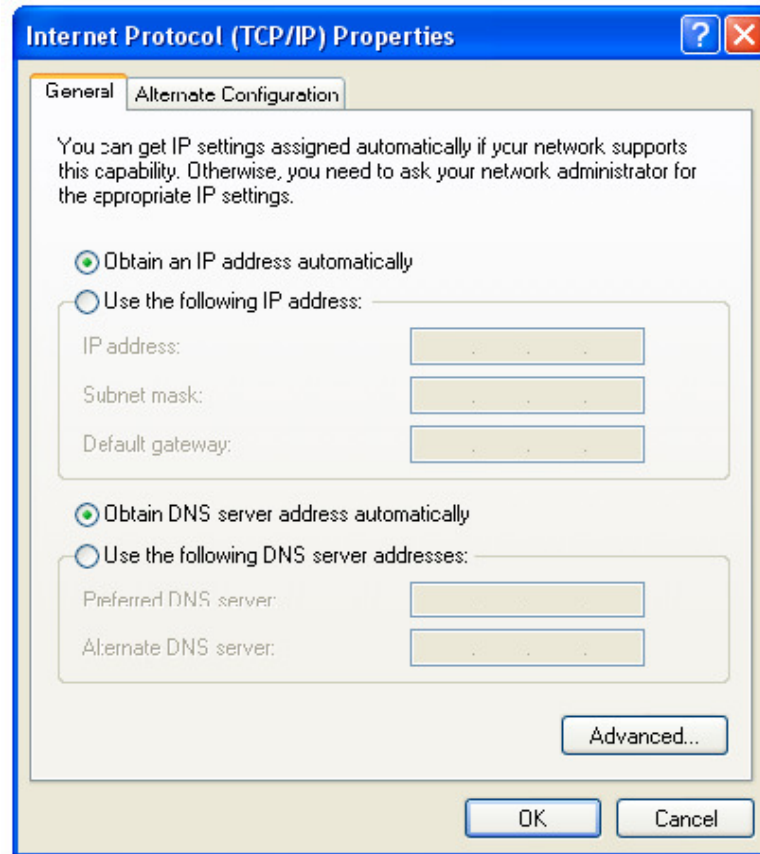 Internet Protocol (TCP/IP) Properties
General
Alternate Configuration
You can get IP settings assigned automatically if your network supports
this capability. Otherwise, you need to ask your network administrator for
the appropriate IP settings.
Obtain an IP address automatically
Use the following IP address:
IP address:
Subnet mask:
Default gateway:
Obtain DNS server address automatically
Use the following DNS server addresses:
Preferred DNS server:
Alternate DNS server:
Advanced...
OK
Cancel